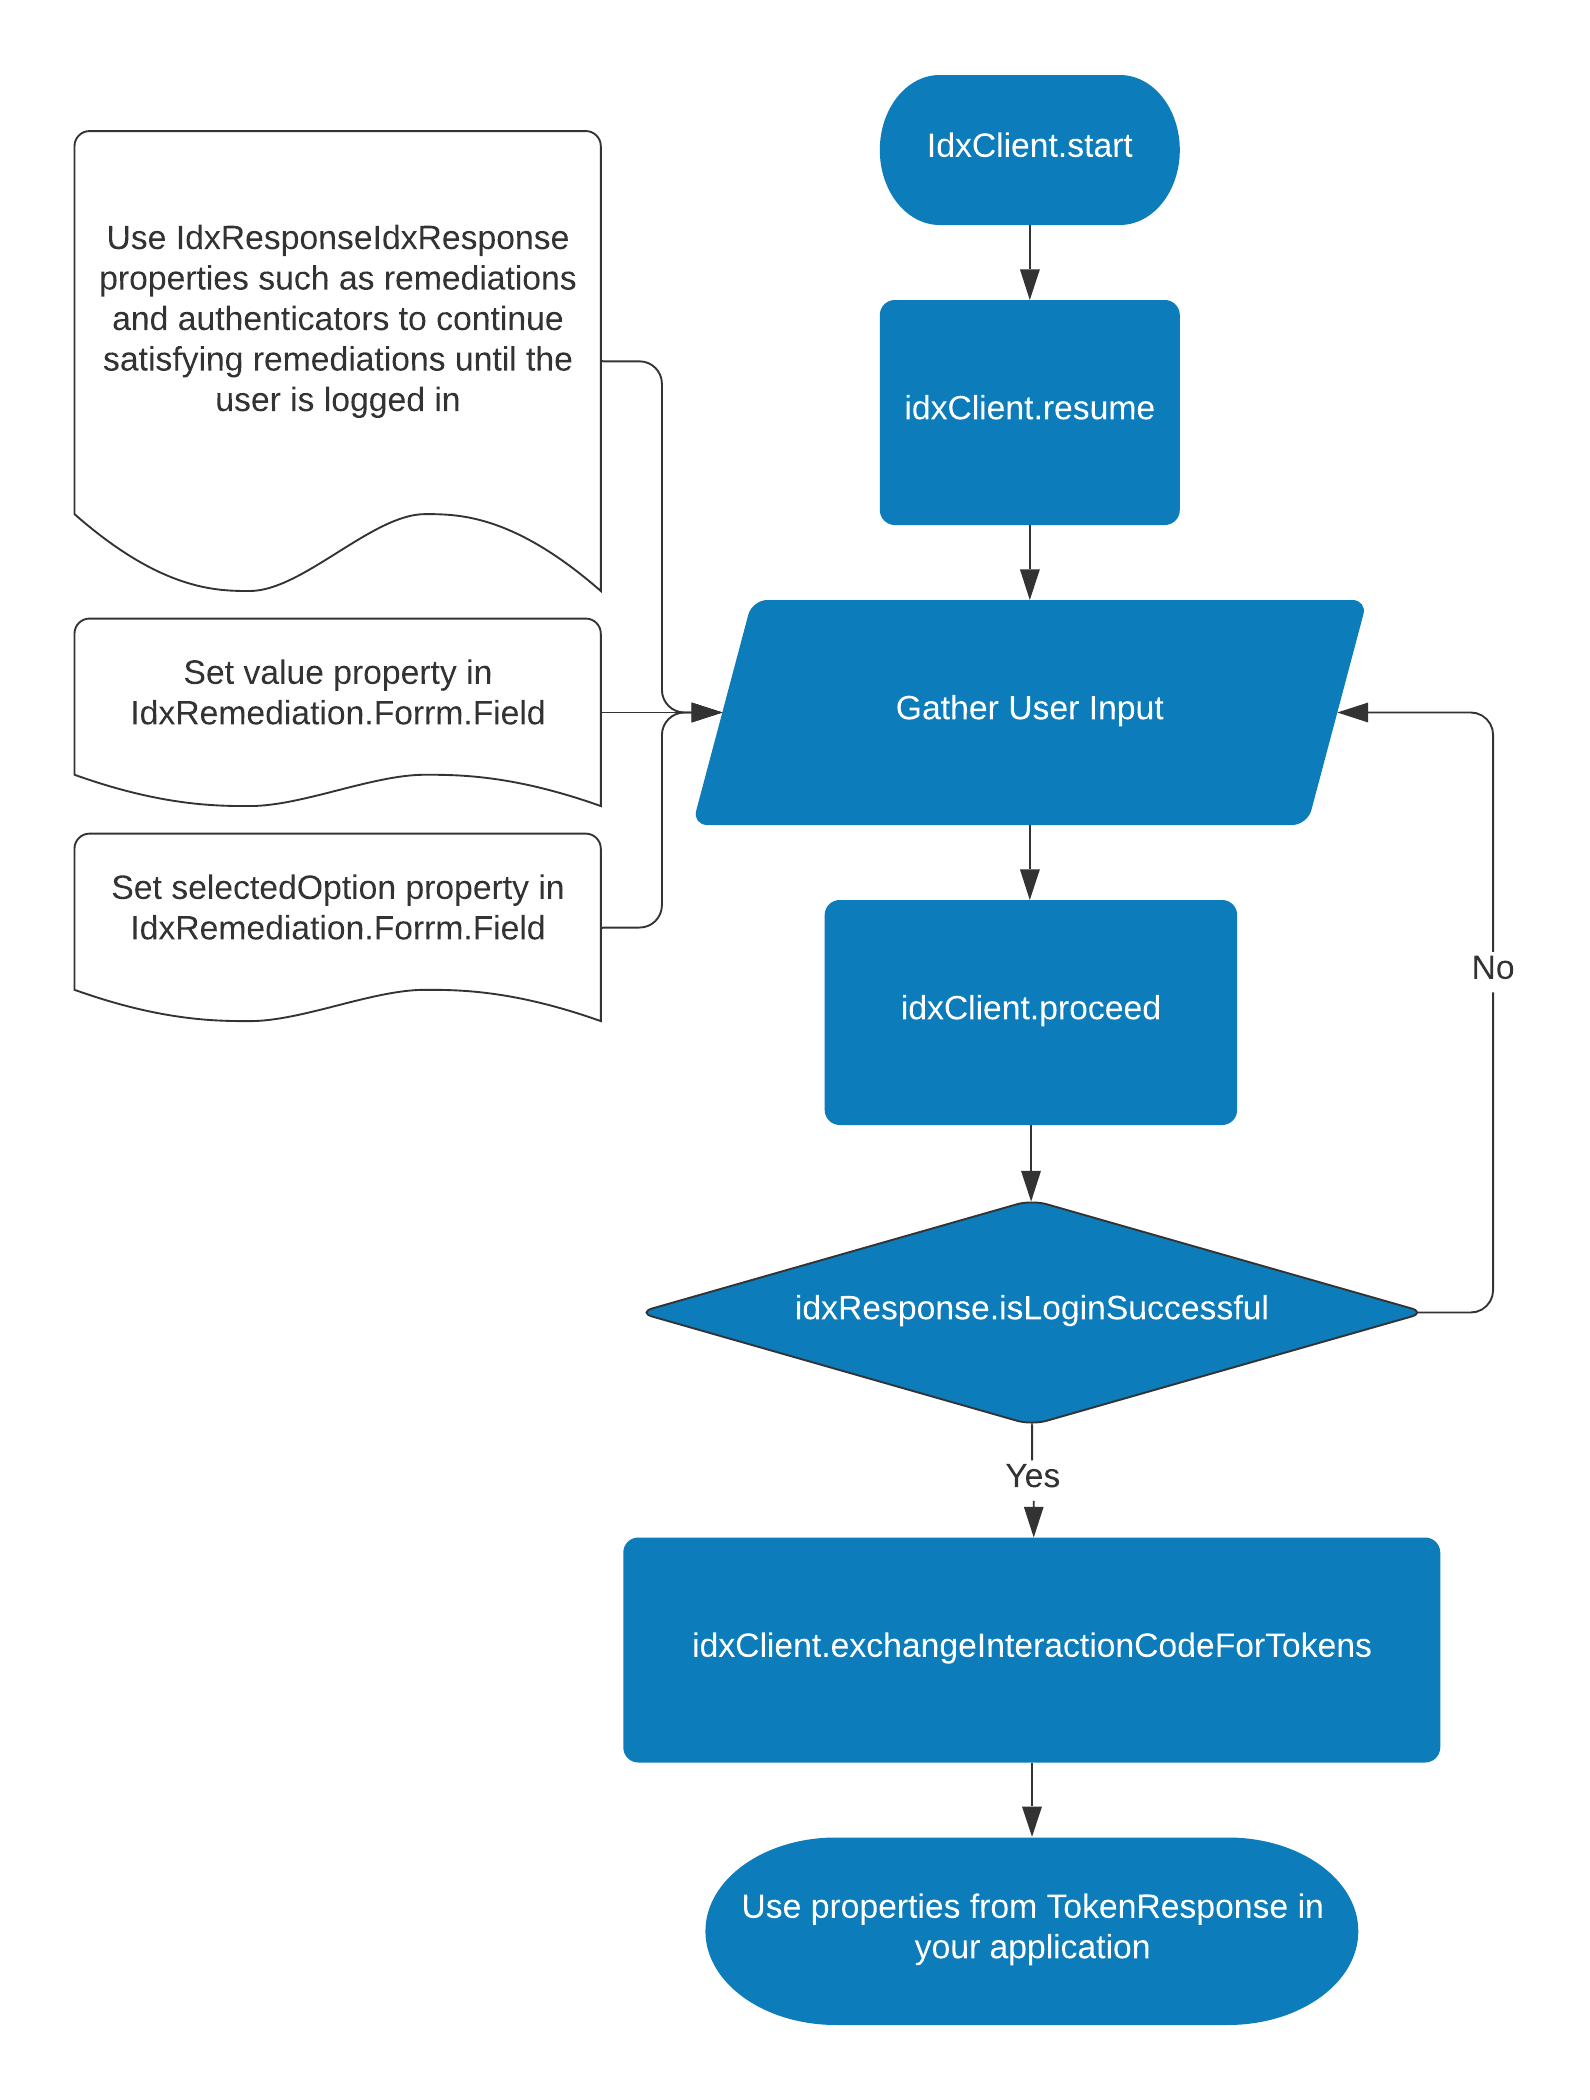 IdxClient.start
Use IdxResponseIdxResponse
properties such as remediations
and authenticators to continue
satisfying remediations until the
user is logged in
idxClient.resume
Set value property in
IdxRemediation.Forrm.Field
Gather User Input
Set selectedOption property in
IdxRemediation.Forrm.Field
idxClient.proceed
No
idxResponse.isLoginSuccessful
Yes
idxClient.exchangeInteractionCodeForTokens
Use properties from TokenResponse in
your application